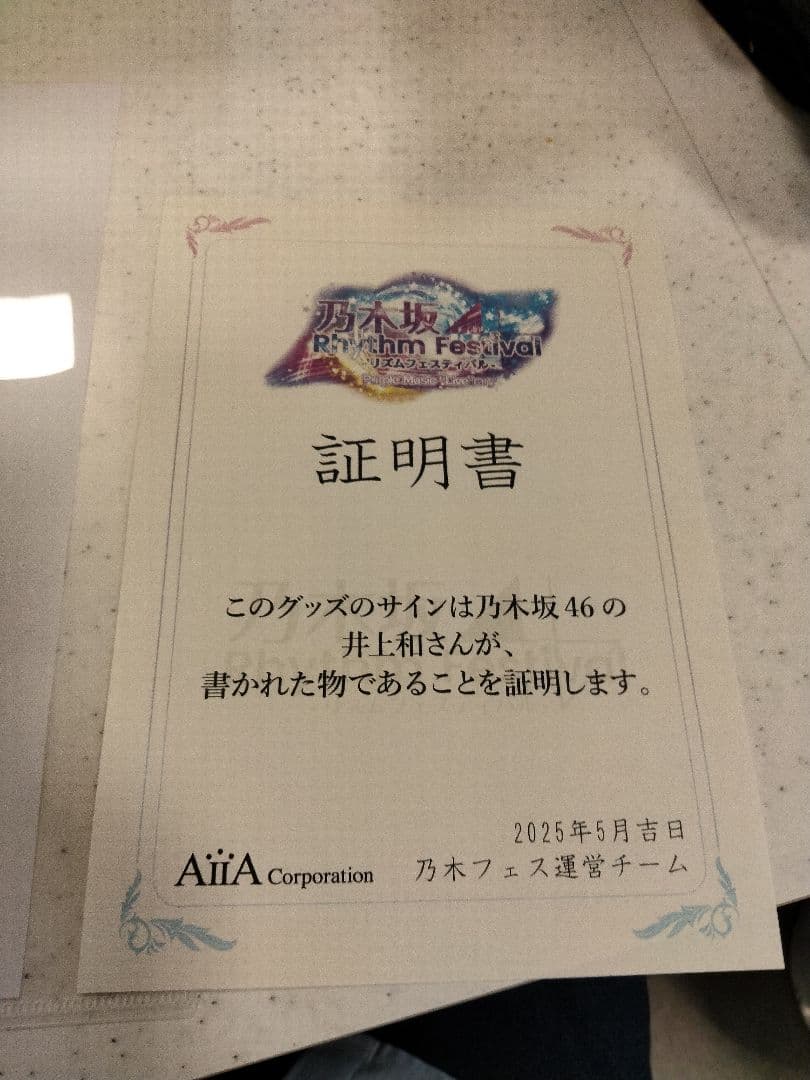 乃木坂
Rhythm Festival
-リズムフェスティバル-
証明書
このグッズのサインは乃木坂46の
井上和さんが、
書かれた物であることを証明します。
2025年5月吉日
AiiA Corporation
乃木フェス運営チーム